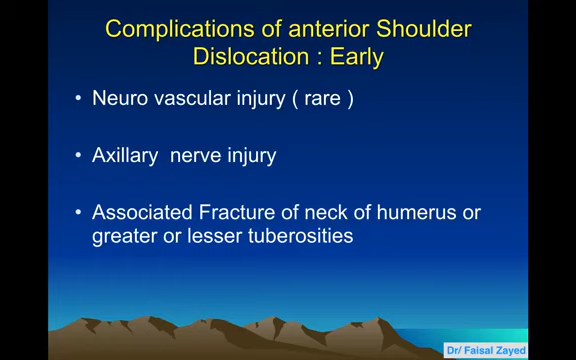 Complications of anterior Shoulder
Dislocation : Early
• Neuro vascular injury ( rare )
• Axillary nerve injury
• Associated Fracture of neck of humerus or
greater or lesser tuberosities
Dr/ Faisal Zayed